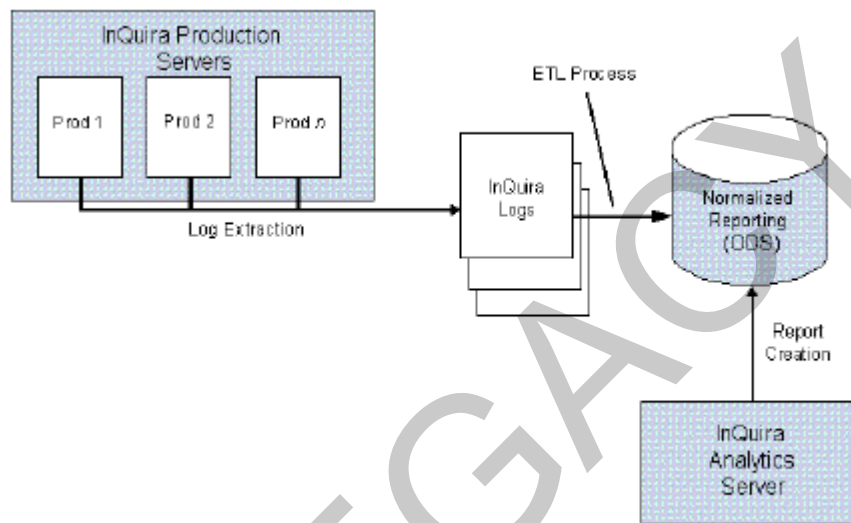 InQuira Production
Servers
Prod 1
Prod 2
Prod n
Log Extraction
InQuira
Logs
ETL Process
Normalized
Reporting
(ODS)
Report
Creation
InQuira
Analytics
Server
EGACY